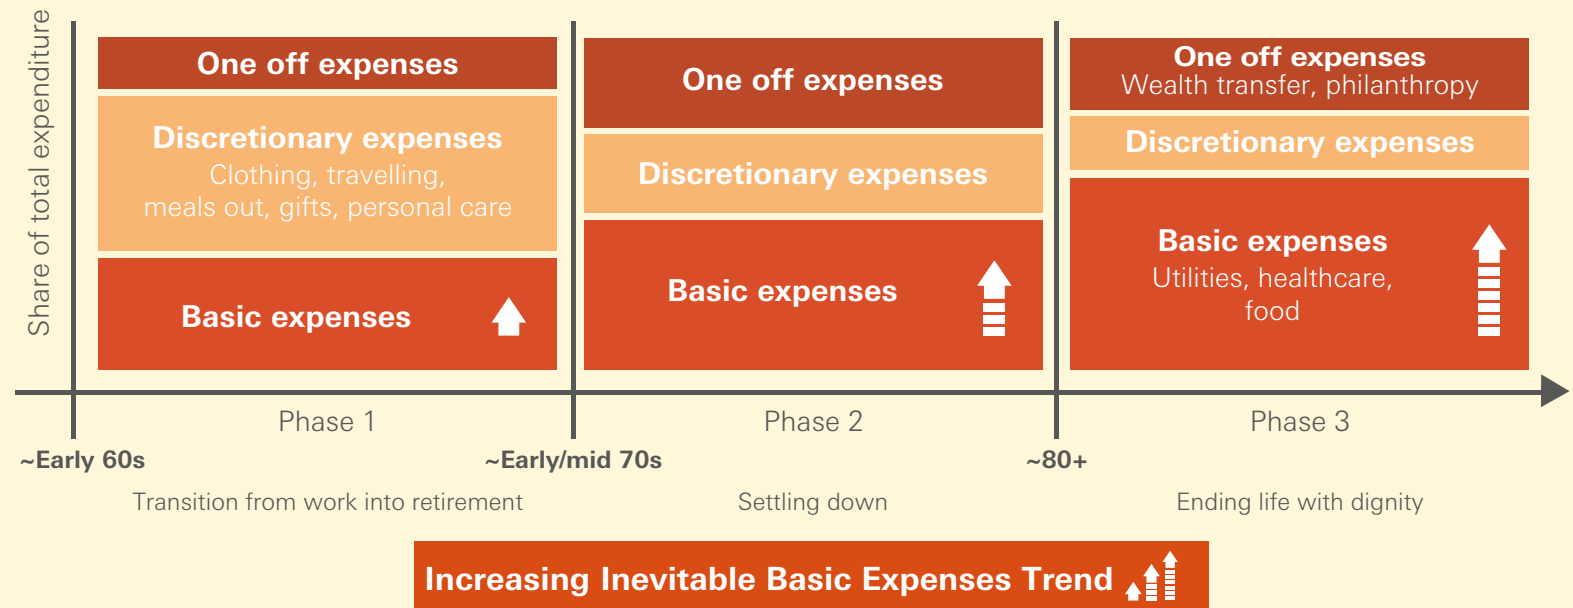 Share of total expenditure
One off expenses
Discretionary expenses
Clothing, travelling,
meals out, gifts, personal care
Basic expenses
One off expenses
Discretionary expenses
Basic expenses
One off expenses
Wealth transfer, philanthropy
Discretionary expenses
Basic expenses
Utilities, healthcare,
food
Phase 1
Phase 2
Phase 3
~Early 60s
~Early/mid 70s
~80+
Transition from work into retirement
Settling down
Ending life with dignity
Increasing Inevitable Basic Expenses Trend